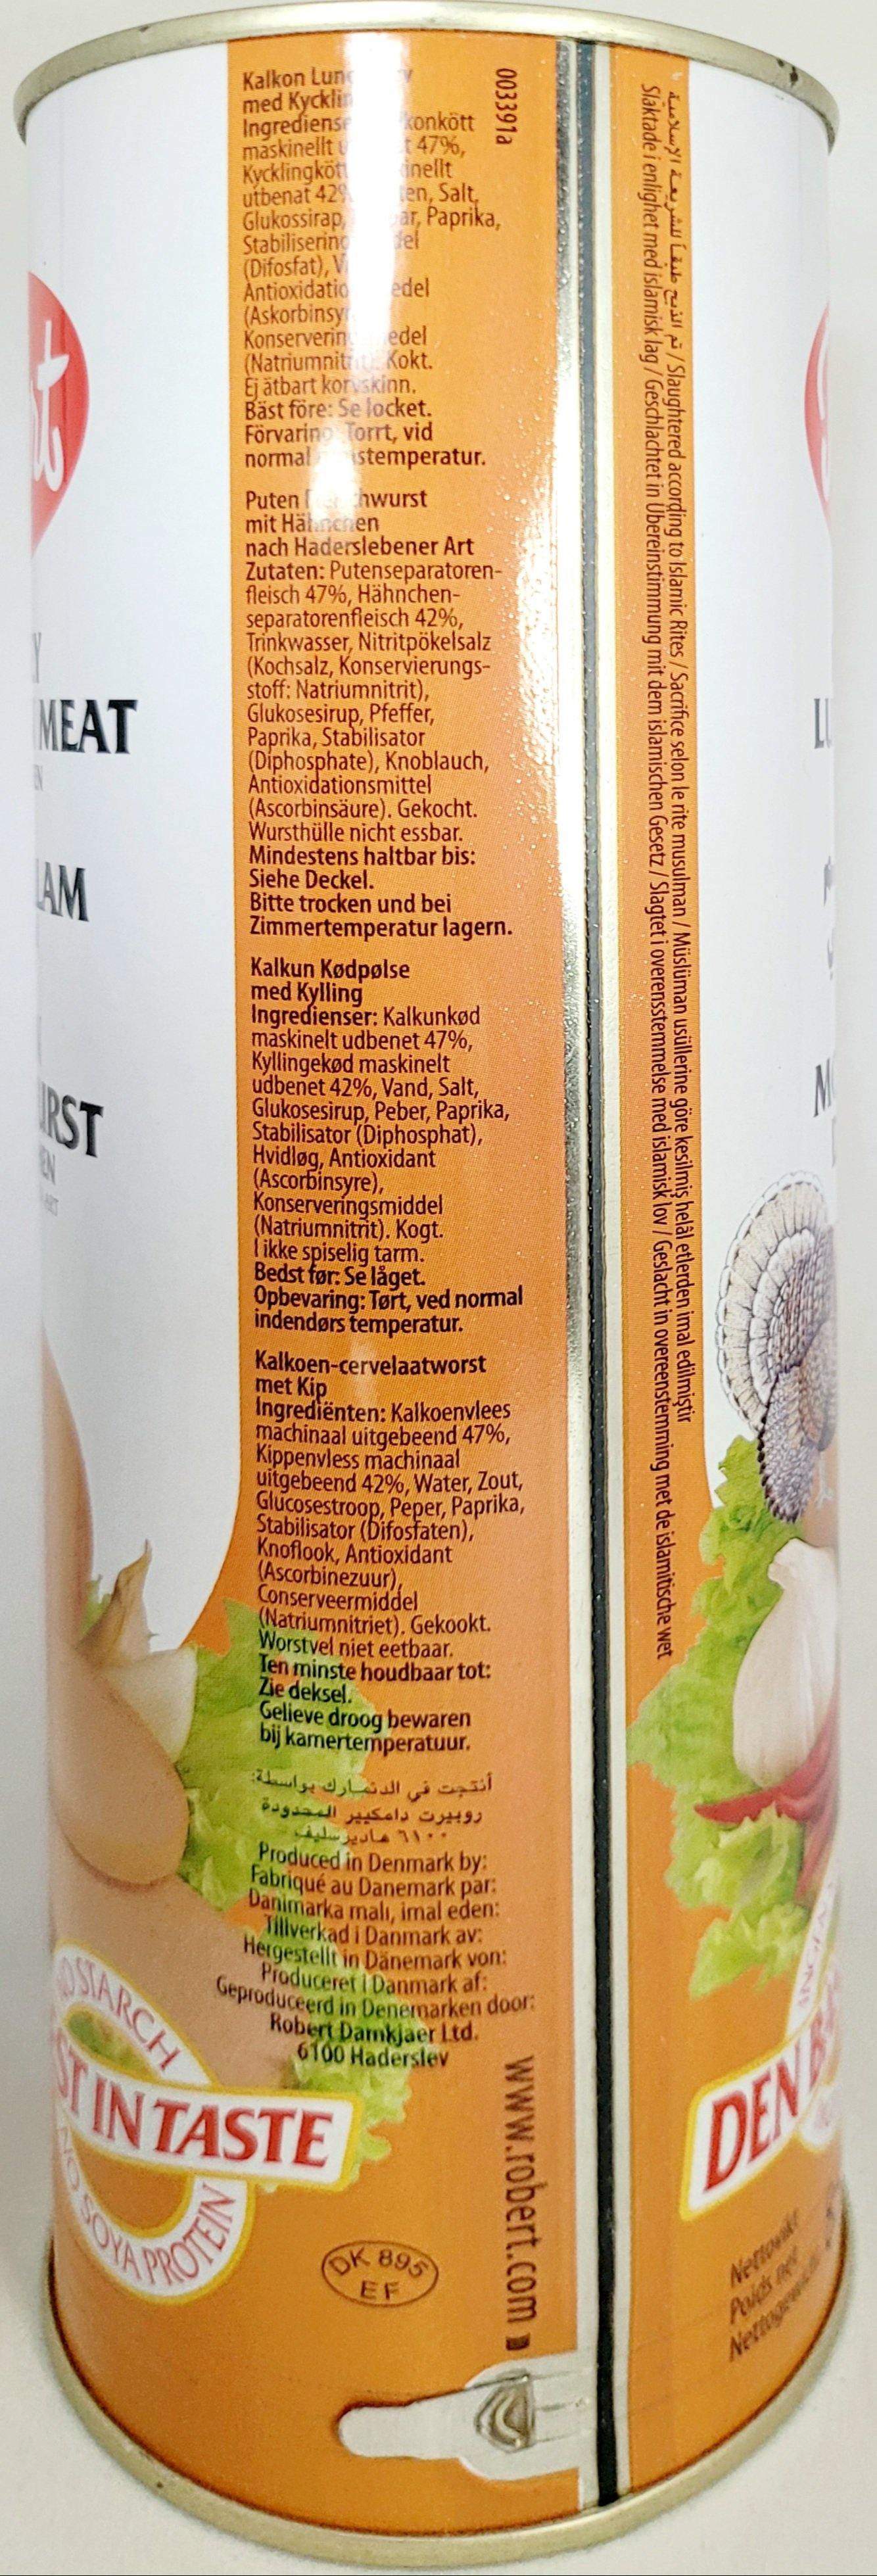 Kalkon
med
maskinellt 47%,
utbenat Salt,
Glukossirap, Paprika,
(Difosfat),
Kokt.
Ej ätbart korvskinn.
Bäst före: Se locket.
Förvaring: Torrt, vid
normal
Puten
mit Hähnchen
nach Haderslebener Art
Zutaten: Putenseparatoren-
fleisch 47%, Hähnchen-
separatorenfleisch 42%,
Trinkwasser, Nitritpökelsalz
(Kochsalz, Konservierungs-
stoff: Natriumnitrit),
Glukosesirup, Pfeffer,
Paprika, Stabilisator
(Diphosphate), Knoblauch,
Antioxidationsmittel
(Ascorbinsäure). Gekocht.
Wursthülle nicht essbar.
Mindestens haltbar bis:
Siehe Deckel.
Bitte trocken und bei
Zimmertemperatur lagern.
Kalkun Kødpølse
med Kylling
Ingredienser: Kalkunkød
maskinelt udbenet 47%,
Kyllingekød maskinelt
udbenet 42%, Vand, Salt,
Glukosesirup, Peber, Paprika,
Stabilisator (Diphosphat),
Hvidløg, Antioxidant
(Ascorbinsyre),
Konserveringsmiddel
(Natriumnitrit). Kogt.
I ikke spiselig tarm.
Bedst før: Se låget.
Opbevaring: Tørt, ved normal
indendørs temperatur.
Kalkoen-cervelaatworst
met Kip
Ingrediënten: Kalkoenvlees
machinaal uitgebeend 47%,
Kippenvless machinaal
uitgebeend 42%, Water, Zout,
Glucosestroop, Peper, Paprika,
Stabilisator (Difosfaten),
Knoflook, Antioxidant
(Ascorbinezuur),
Conserveermiddel
(Natriumnitriet). Gekookt.
Worstvel niet eetbaar.
Ten minste houdbaar tot:
Zie deksel.
Gelieve droog bewaren
bij kamertemperatuur.
أنتجت في الدنمارك بواسطة:
روبيرت دامكيير المحدودة
٦١٠٠ هاديرسليف
Produced in Denmark by:
Fabriqué au Danemark par:
Danimarka malı, imal eden:
Tillverkad i Danmark av:
Hergestellt in Dänemark von:
Produceret i Danmark af:
Geproduceerd in Denemarken door:
Robert Damkjaer Ltd.
6100 Haderslev
003391a
www.robert.com
DK 895
EF
تم الذبح طبقاً للشريعة الإسلامية / Slaughtered according to Islamic Rites / Sacrifice selon le rite musulman / Müslüman usüllerine göre kesilmiş helâl etlerden imal edilmiştir
Slaktade i enlighet med islamisk lag / Geschlachtet in Übereinstimmung mit dem islamischen Gesetz / Slagtet i overensstemmelse med islamisk lov / Geslacht in overeenstemming met de islamitische wet
MEAT
STARCH
IN TASTE
NO SOYA PROTEIN
DEN
Nettovikt
Poids net